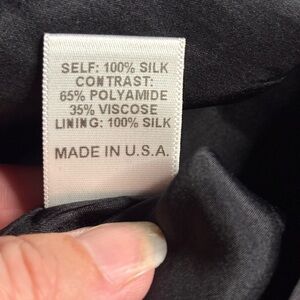 SELF: 100% SILK
CONTRAST:
65% POLYAMIDE
35% VISCOSE
LINING: 100% SILK
MADE IN U.S.A.